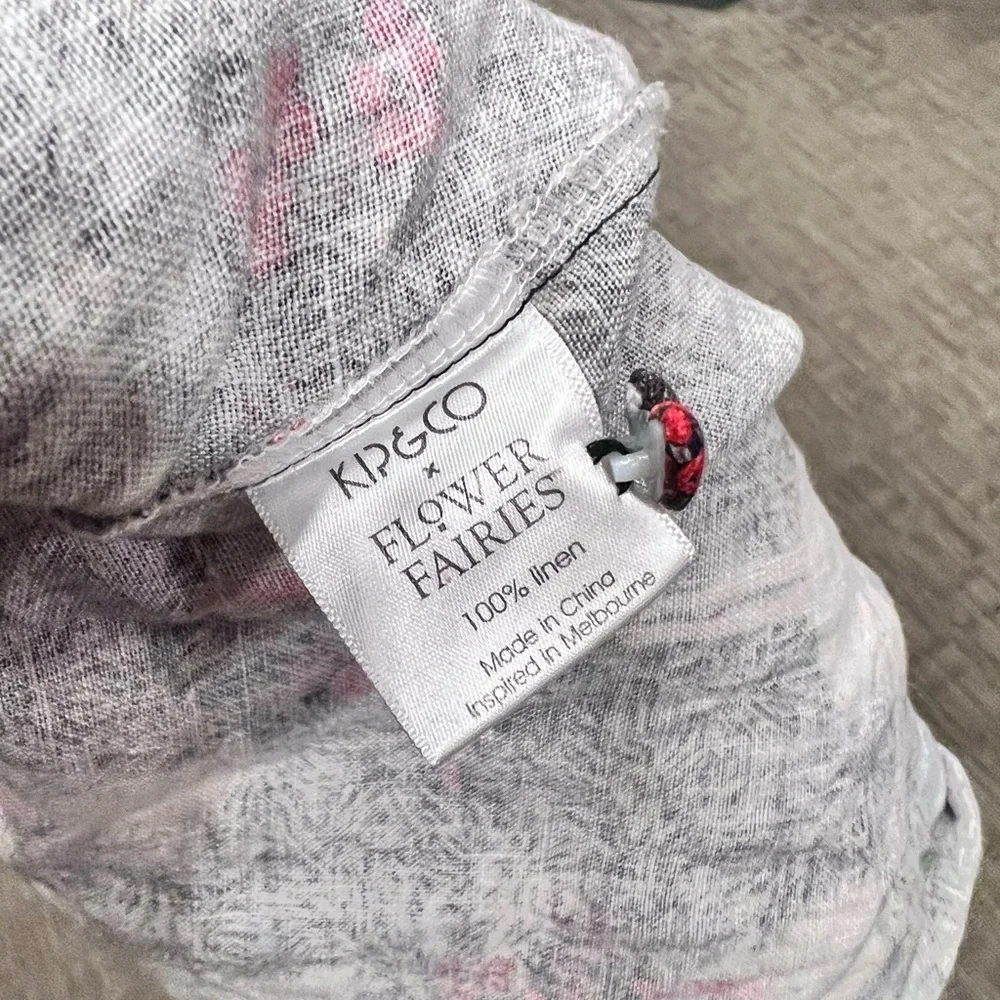 KIP&CO
×
FLOWER
FAIRIES
100% linen
Made in China
Inspired in Melbourne